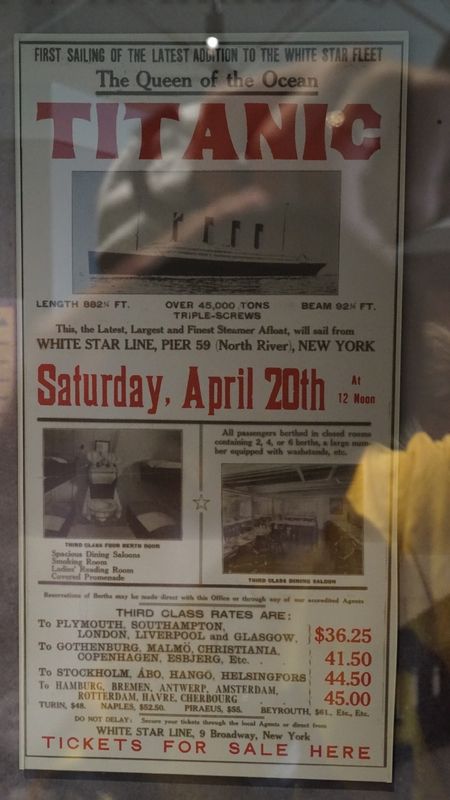 FIRST SAILING OF THE LATEST ADDITION TO THE WHITE STAR FLEET
The Queen of the Ocean
TITANIC
LENGTH 882¾ FT. OVER 45,000 TONS BEAM 92½ FT.
TRIPLE-SCREWS
This, the Latest, Largest and Finest Steamer Afloat, will sail from
WHITE STAR LINE, PIER 59 (North River), NEW YORK
Saturday, April 20th At
12 Noon
All passengers berthed in closed rooms
containing 2, 4, or 6 berths, a large num-
ber equipped with washstands, etc.
THIRD CLASS FOUR BERTH ROOM
Spacious Dining Saloons
Smoking Room
Ladies' Reading Room
Covered Promenade
THIRD CLASS DINING SALOON
Reservations of Berths may be made direct with this Office or through any of our accredited Agents
THIRD CLASS RATES ARE:
To PLYMOUTH, SOUTHAMPTON,
LONDON, LIVERPOOL and GLASGOW, $36.25
To GOTHENBURG, MALMÖ, CHRISTIANIA,
COPENHAGEN, ESBJERG, Etc. 41.50
To STOCKHOLM, ÅBO, HANGÖ, HELSINGFORS 44.50
To HAMBURG, BREMEN, ANTWERP, AMSTERDAM,
ROTTERDAM, HAVRE, CHERBOURG 45.00
TURIN, $48. NAPLES, $52.50. PIRAEUS, $55. BEYROUTH, $61., Etc., Etc.
DO NOT DELAY: Secure your tickets through the local Agents or direct from
WHITE STAR LINE, 9 Broadway, New York
TICKETS FOR SALE HERE